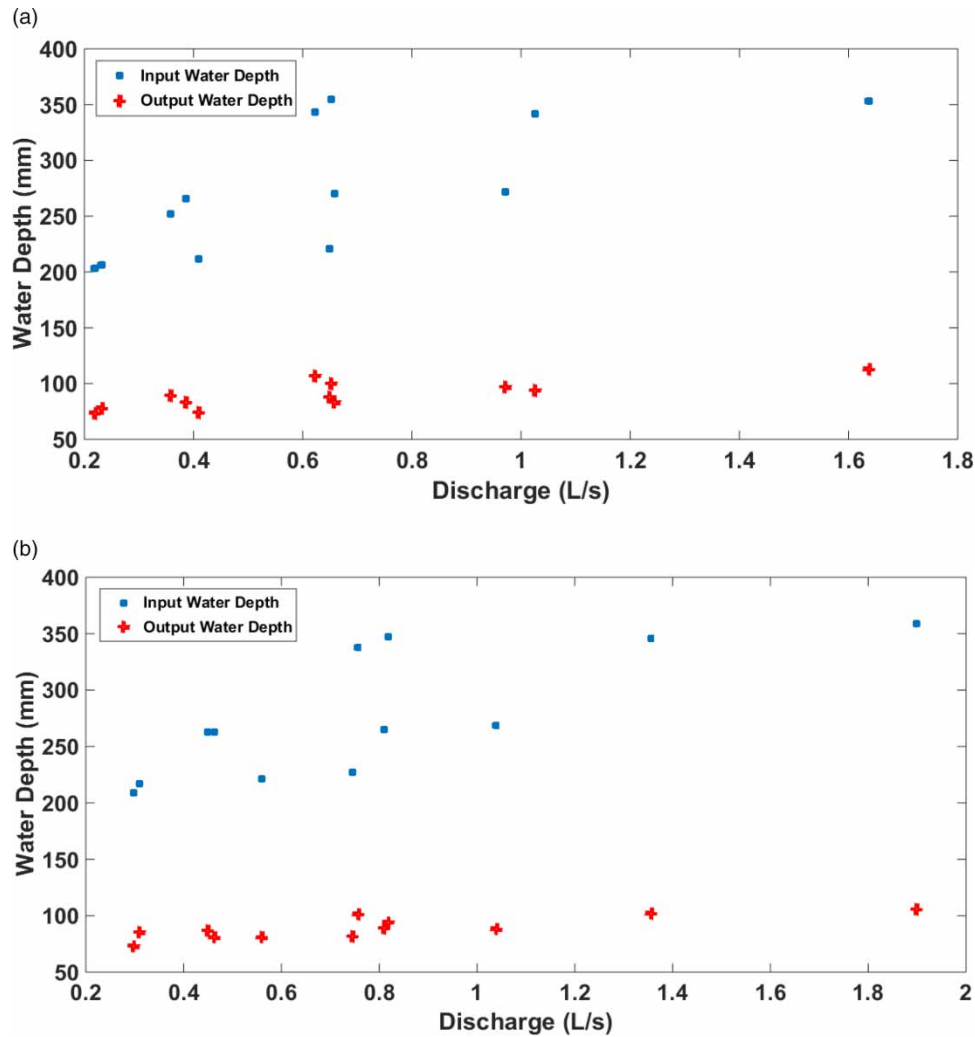 (a)
400
350
300
250
200
150
100
50
Water Depth (mm)
Input Water Depth
Output Water Depth
0.2 0.4 0.6 0.8 1 1.2 1.4 1.6 1.8
Discharge (L/s)
(b)
400
350
300
250
200
150
100
50
Water Depth (mm)
Input Water Depth
Output Water Depth
0.2 0.4 0.6 0.8 1 1.2 1.4 1.6 1.8 2
Discharge (L/s)